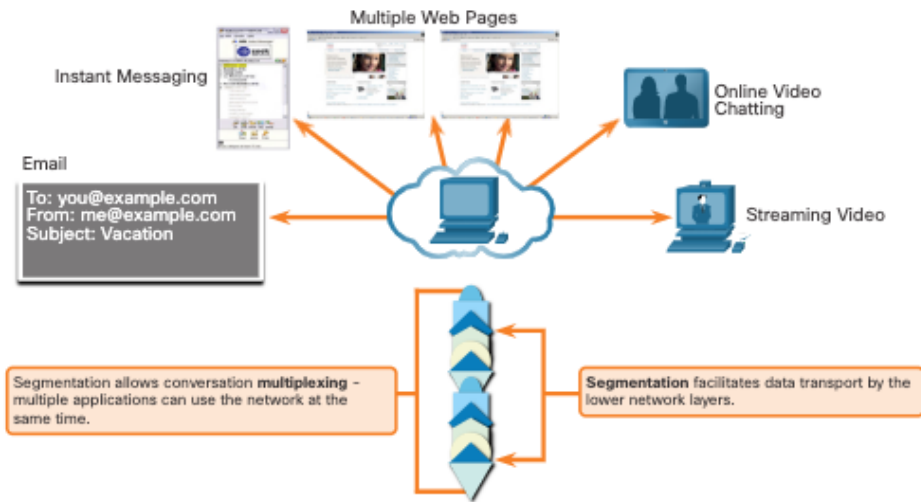 Multiple Web Pages
Instant Messaging
Online Video
Chatting
Email
To: you@example.com
From: me@example.com
Subject: Vacation
Streaming Video
Segmentation allows conversation multiplexing –
multiple applications can use the network at the
same time.
Segmentation facilitates data transport by the
lower network layers.